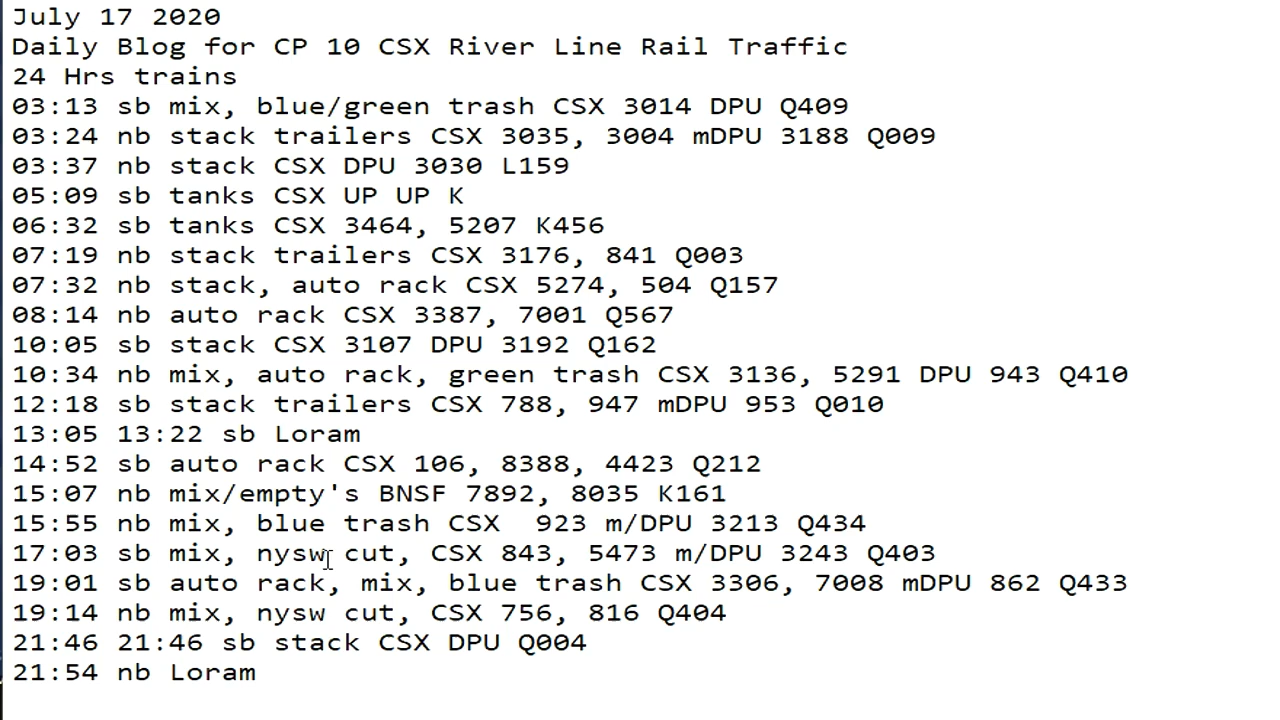 July 17 2020
Daily Blog for CP 10 CSX River Line Rail Traffic
24 Hrs trains
03:13 sb mix, blue/green trash CSX 3014 DPU Q409
03:24 nb stack trailers CSX 3035, 3004 mDPU 3188 Q009
03:37 nb stack CSX DPU 3030 L159
05:09 sb tanks CSX UP UP K
06:32 sb tanks CSX 3464, 5207 K456
07:19 nb stack trailers CSX 3176, 841 Q003
07:32 nb stack, auto rack CSX 5274, 504 Q157
08:14 nb auto rack CSX 3387, 7001 Q567
10:05 sb stack CSX 3107 DPU 3192 Q162
10:34 nb mix, auto rack, green trash CSX 3136, 5291 DPU 943 Q410
12:18 sb stack trailers CSX 788, 947 mDPU 953 Q010
13:05 13:22 sb Loram
14:52 sb auto rack CSX 106, 8388, 4423 Q212
15:07 nb mix/empty's BNSF 7892, 8035 K161
15:55 nb mix, blue trash CSX  923 m/DPU 3213 Q434
17:03 sb mix, nysw cut, CSX 843, 5473 m/DPU 3243 Q403
19:01 sb auto rack, mix, blue trash CSX 3306, 7008 mDPU 862 Q433
19:14 nb mix, nysw cut, CSX 756, 816 Q404
21:46 21:46 sb stack CSX DPU Q004
21:54 nb Loram